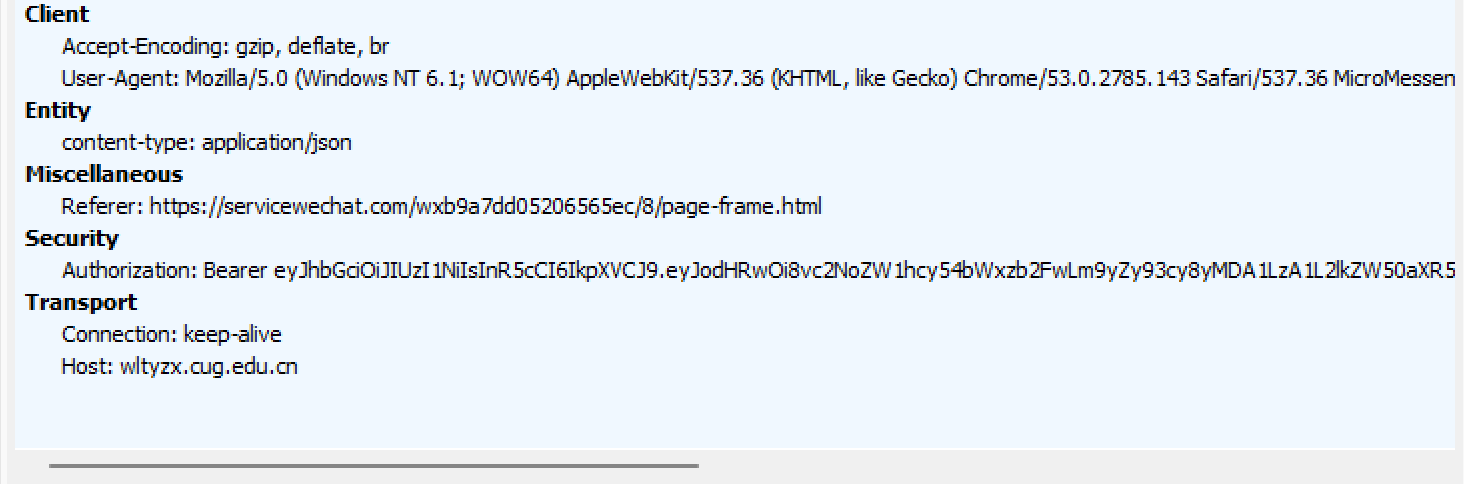 Client
Accept-Encoding: gzip, deflate, br
User-Agent: Mozilla/5.0 (Windows NT 6.1; WOW64) AppleWebKit/537.36 (KHTML, like Gecko) Chrome/53.0.2785.143 Safari/537.36 MicroMessen
Entity
content-type: application/json
Miscellaneous
Referer: https://servicewechat.com/wxb9a7dd05206565ec/8/page-frame.html
Security
Authorization: Bearer eyJhbGciOiJIUzI1NiIsInR5cCI6IkpXVCJ9.eyJodHRwOi8vc2NoZW1hcy54bWxzb2FwLm9yZy93cy8yMDA1LzA1L2lkZW50aXR5
Transport
Connection: keep-alive
Host: wltyzx.cug.edu.cn